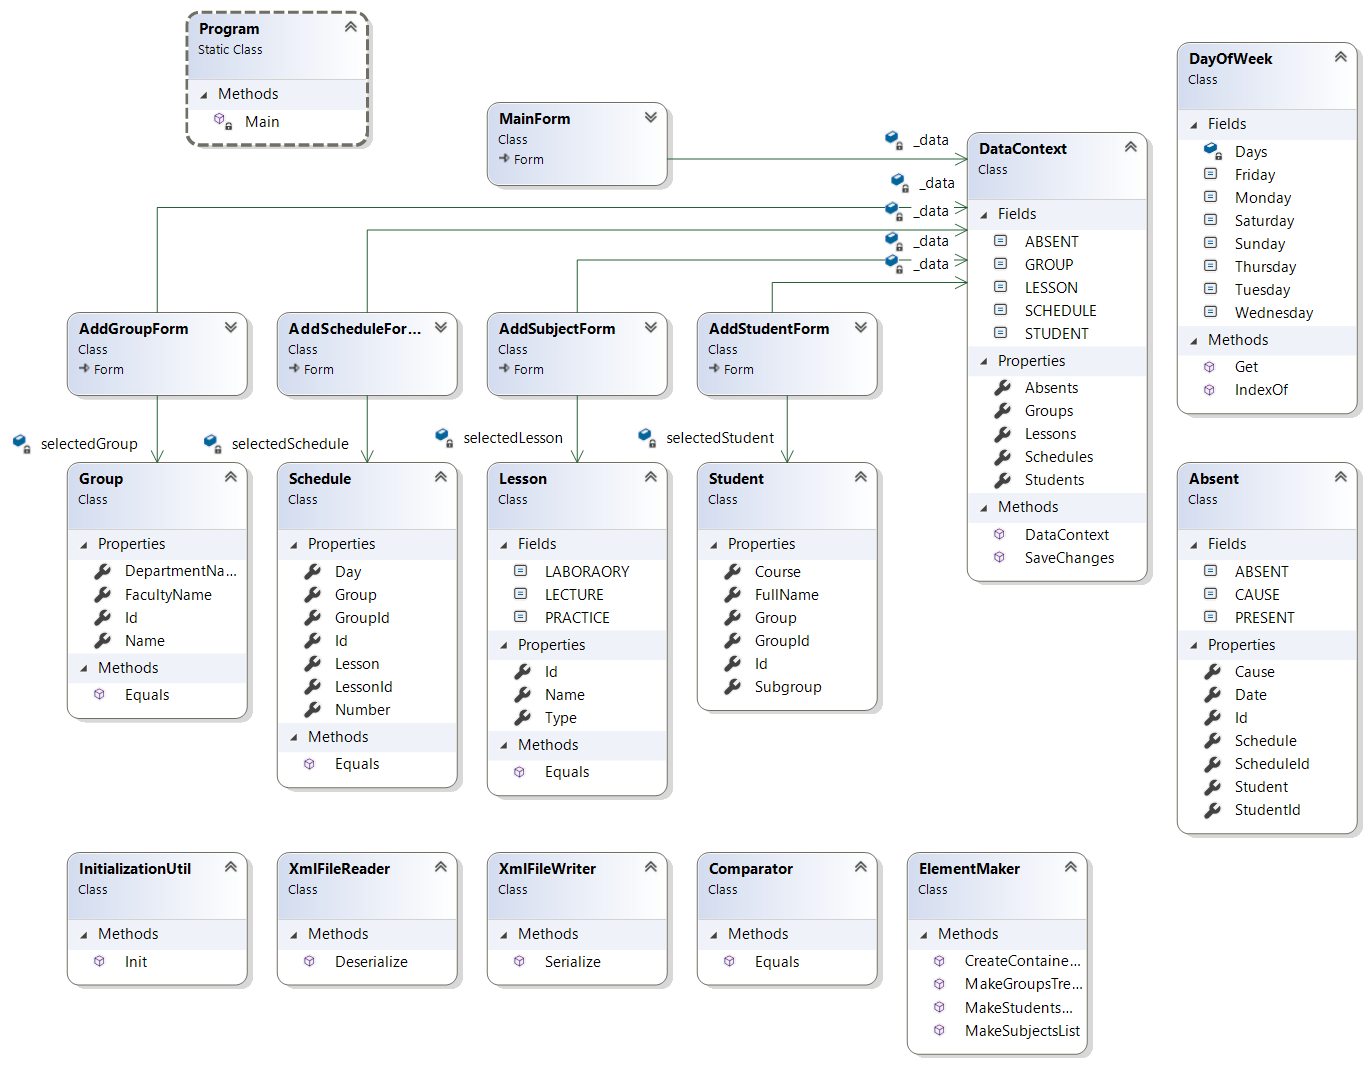 Program
Static Class
Methods
Main
MainForm
Class
Form
_data
_data
_data
_data
_data
DataContext
Class
Fields
ABSENT
GROUP
LESSON
SCHEDULE
STUDENT
Properties
Absents
Groups
Lessons
Schedules
Students
Methods
DataContext
SaveChanges
DayOfWeek
Class
Fields
Days
Friday
Monday
Saturday
Sunday
Thursday
Tuesday
Wednesday
Methods
Get
IndexOf
AddGroupForm
Class
Form
AddScheduleFor...
Class
Form
AddSubjectForm
Class
Form
AddStudentForm
Class
Form
selectedGroup
selectedSchedule
selectedLesson
selectedStudent
Group
Class
Properties
DepartmentNa...
FacultyName
Id
Name
Methods
Equals
Schedule
Class
Properties
Day
Group
GroupId
Id
Lesson
LessonId
Number
Methods
Equals
Lesson
Class
Fields
LABORAORY
LECTURE
PRACTICE
Properties
Id
Name
Type
Methods
Equals
Student
Class
Properties
Course
FullName
Group
GroupId
Id
Subgroup
Absent
Class
Fields
ABSENT
CAUSE
PRESENT
Properties
Cause
Date
Id
Schedule
ScheduleId
Student
StudentId
InitializationUtil
Class
Methods
Init
XmlFileReader
Class
Methods
Deserialize
XmlFileWriter
Class
Methods
Serialize
Comparator
Class
Methods
Equals
ElementMaker
Class
Methods
CreateContaine...
MakeGroupsTre...
MakeStudents...
MakeSubjectsList